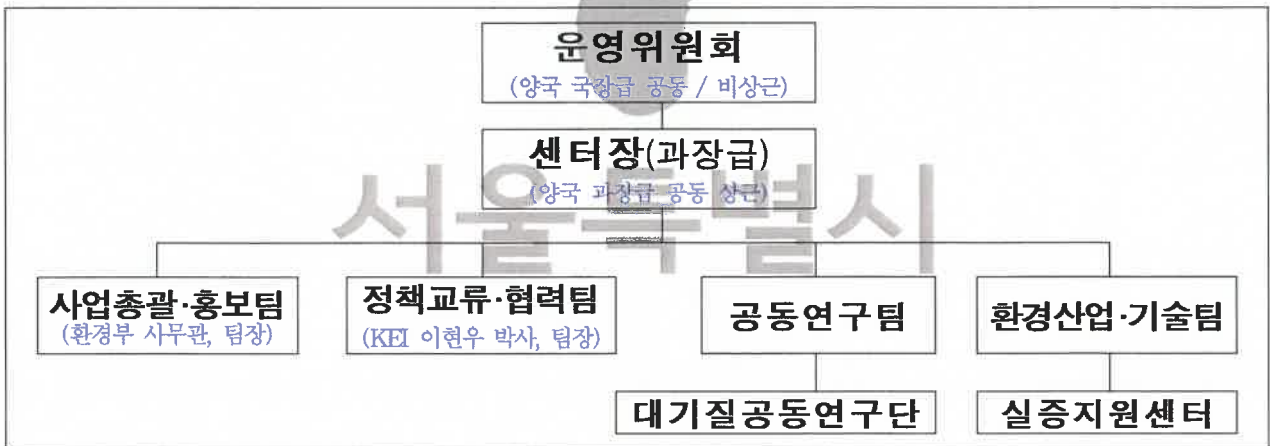 운영위원회
(양국 국장급 공동 / 비상근)
센터장(과장급)
(양국 과장급 공동 상근)
서울특별시
사업총괄·홍보팀
(환경부 사무관, 팀장)
정책교류·협력팀
(KEI 이현우 박사, 팀장)
공동연구팀
환경산업·기술팀
대기질공동연구단
실증지원센터